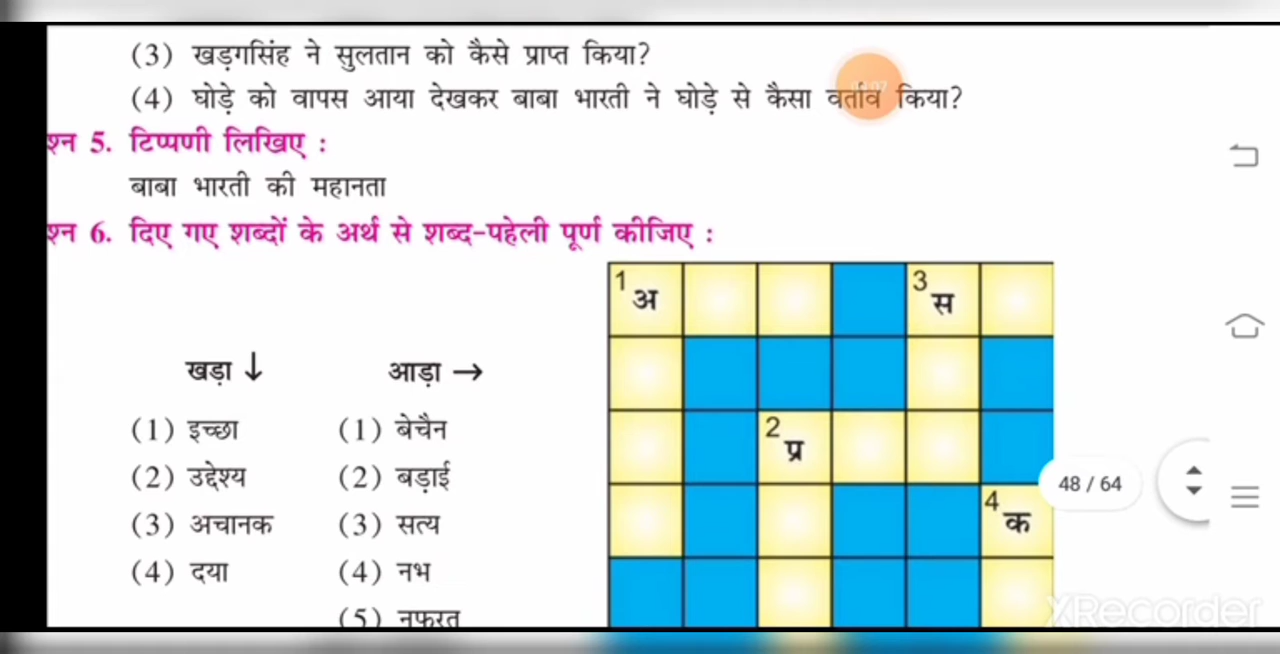 (3) खड़गसिंह ने सुलतान को कैसे प्राप्त किया?
(4) घोड़े को वापस आया देखकर बाबा भारती ने घोड़े से कैसा बर्ताव किया?
श्न 5. टिप्पणी लिखिए :
बाबा भारती की महानता
श्न 6. दिए गए शब्दों के अर्थ से शब्द-पहेली पूर्ण कीजिए :
1 अ 3 स
खड़ा ↓ आड़ा →
(1) इच्छा (1) बेचैन
2 प्र
(2) उद्देश्य (2) बड़ाई
48 / 64
(3) अचानक (3) सत्य
4 क
(4) दया (4) नभ
(5) नफरत
XRecorder